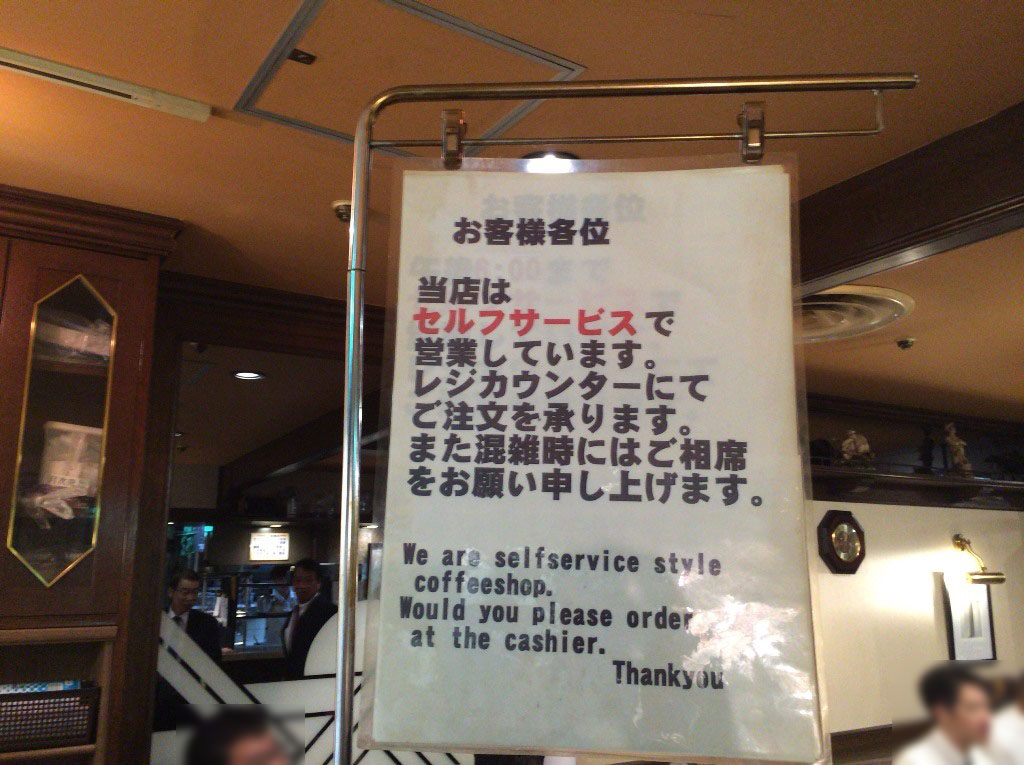 お客様各位
当店は
セルフサービスで
営業しています。
レジカウンターにて
ご注文を承ります。
また混雑時にはご相席
をお願い申し上げます。
We are selfservice style
coffeeshop.
Would you please order
at the cashier.
Thankyou